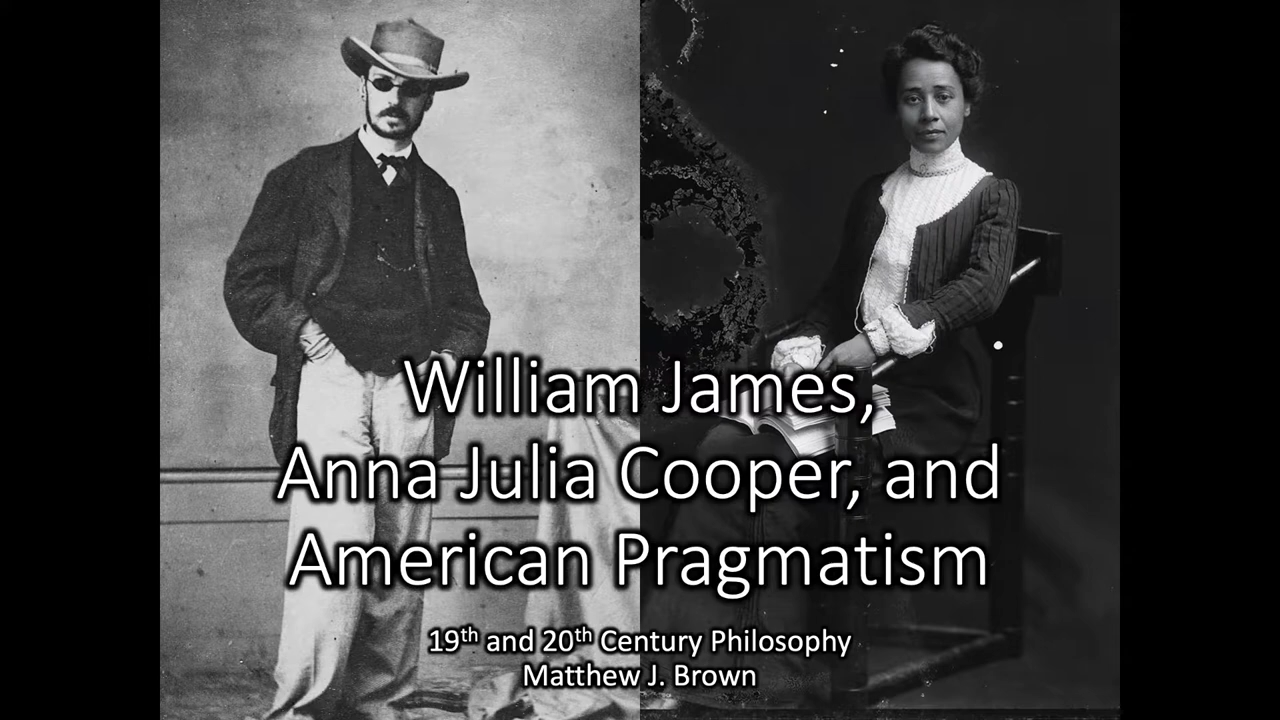 William James,
Anna Julia Cooper, and
American Pragmatism
19th and 20th Century Philosophy
Matthew J. Brown